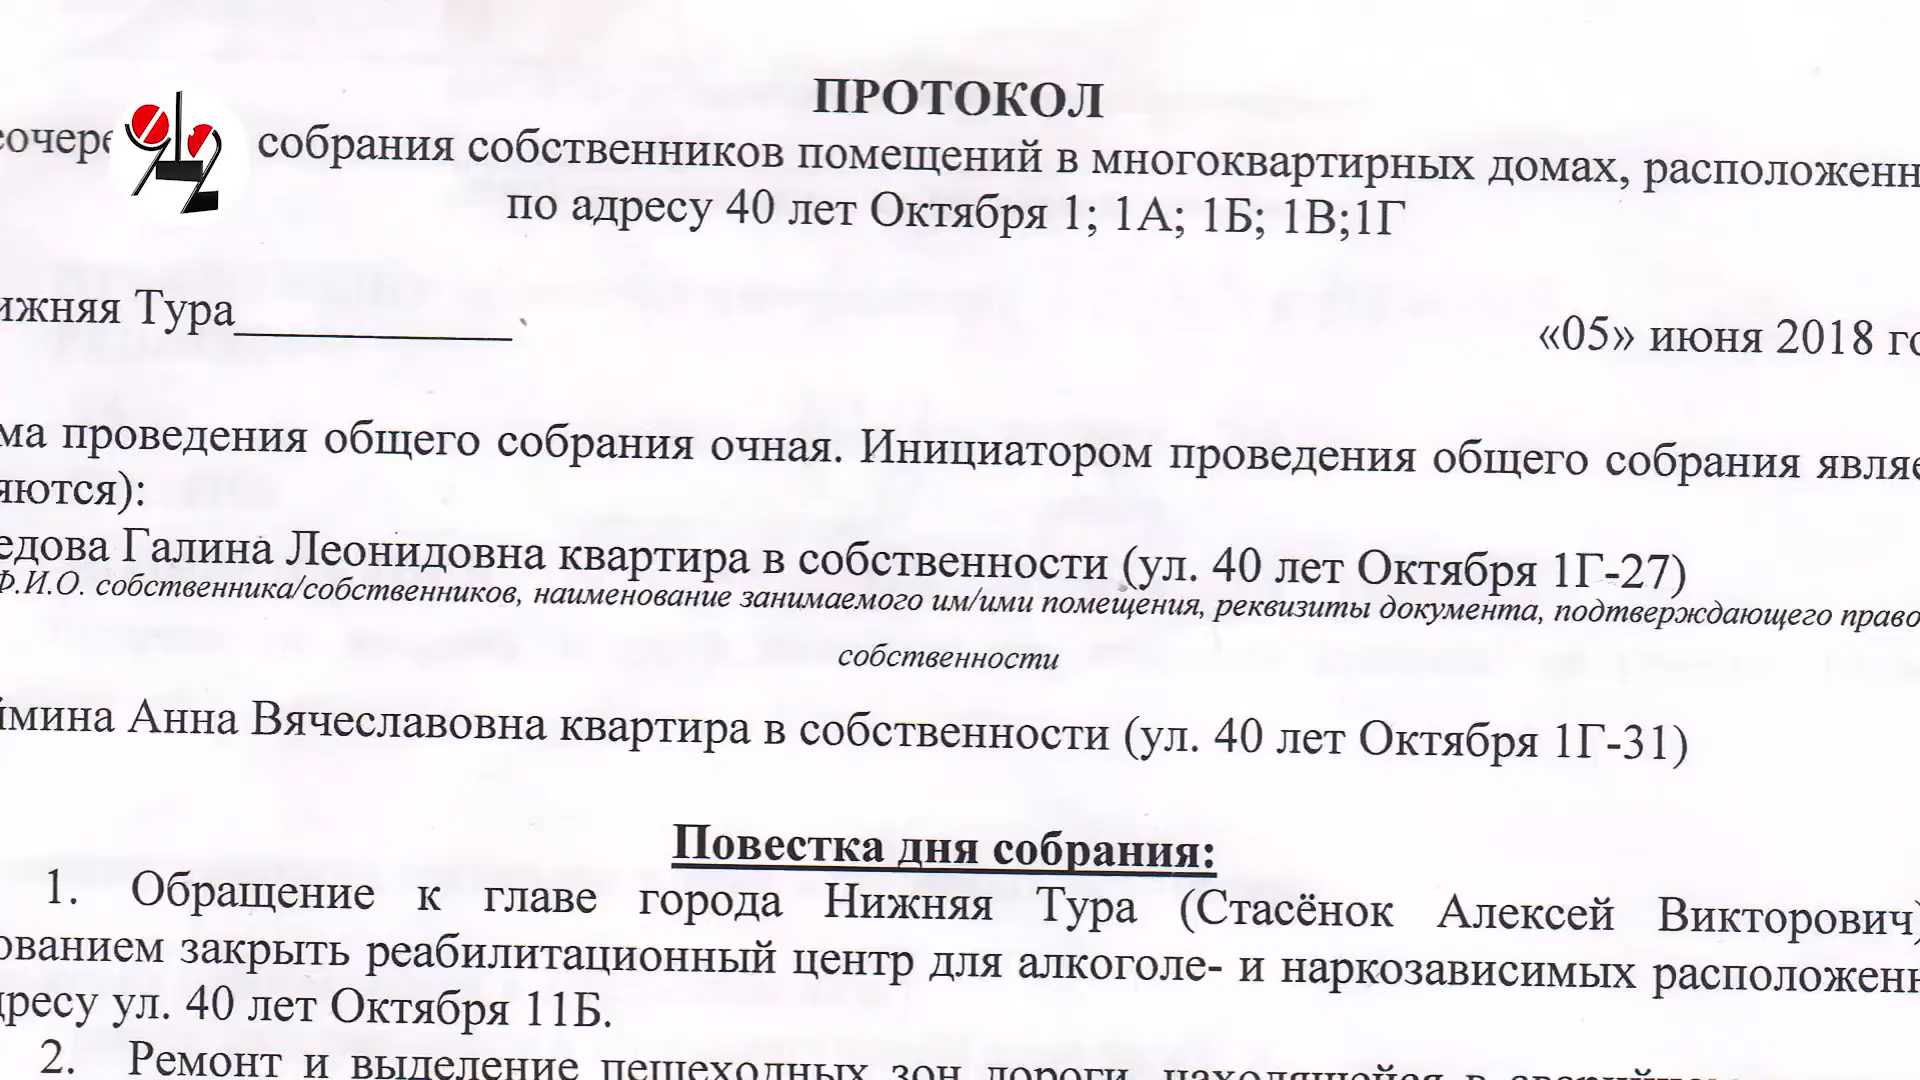 ПРОТОКОЛ
собрания собственников помещений в многоквартирных домах, расположенн
по адресу 40 лет Октября 1; 1А; 1Б; 1В;1Г
ижняя Тура____________
«05» июня 2018 го
ма проведения общего собрания очная. Инициатором проведения общего собрания являе
яются):
едова Галина Леонидовна квартира в собственности (ул. 40 лет Октября 1Г-27)
Ф.И.О. собственника/собственников, наименование занимаемого им/ими помещения, реквизиты документа, подтверждающего право
собственности
ймина Анна Вячеславовна квартира в собственности (ул. 40 лет Октября 1Г-31)
Повестка дня собрания:
1. Обращение к главе города Нижняя Тура (Стасёнок Алексей Викторович)
ованием закрыть реабилитационный центр для алкоголе- и наркозависимых расположенн
дресу ул. 40 лет Октября 11Б.
2. Ремонт и выделение пешеходных зон дороги, находящейся в